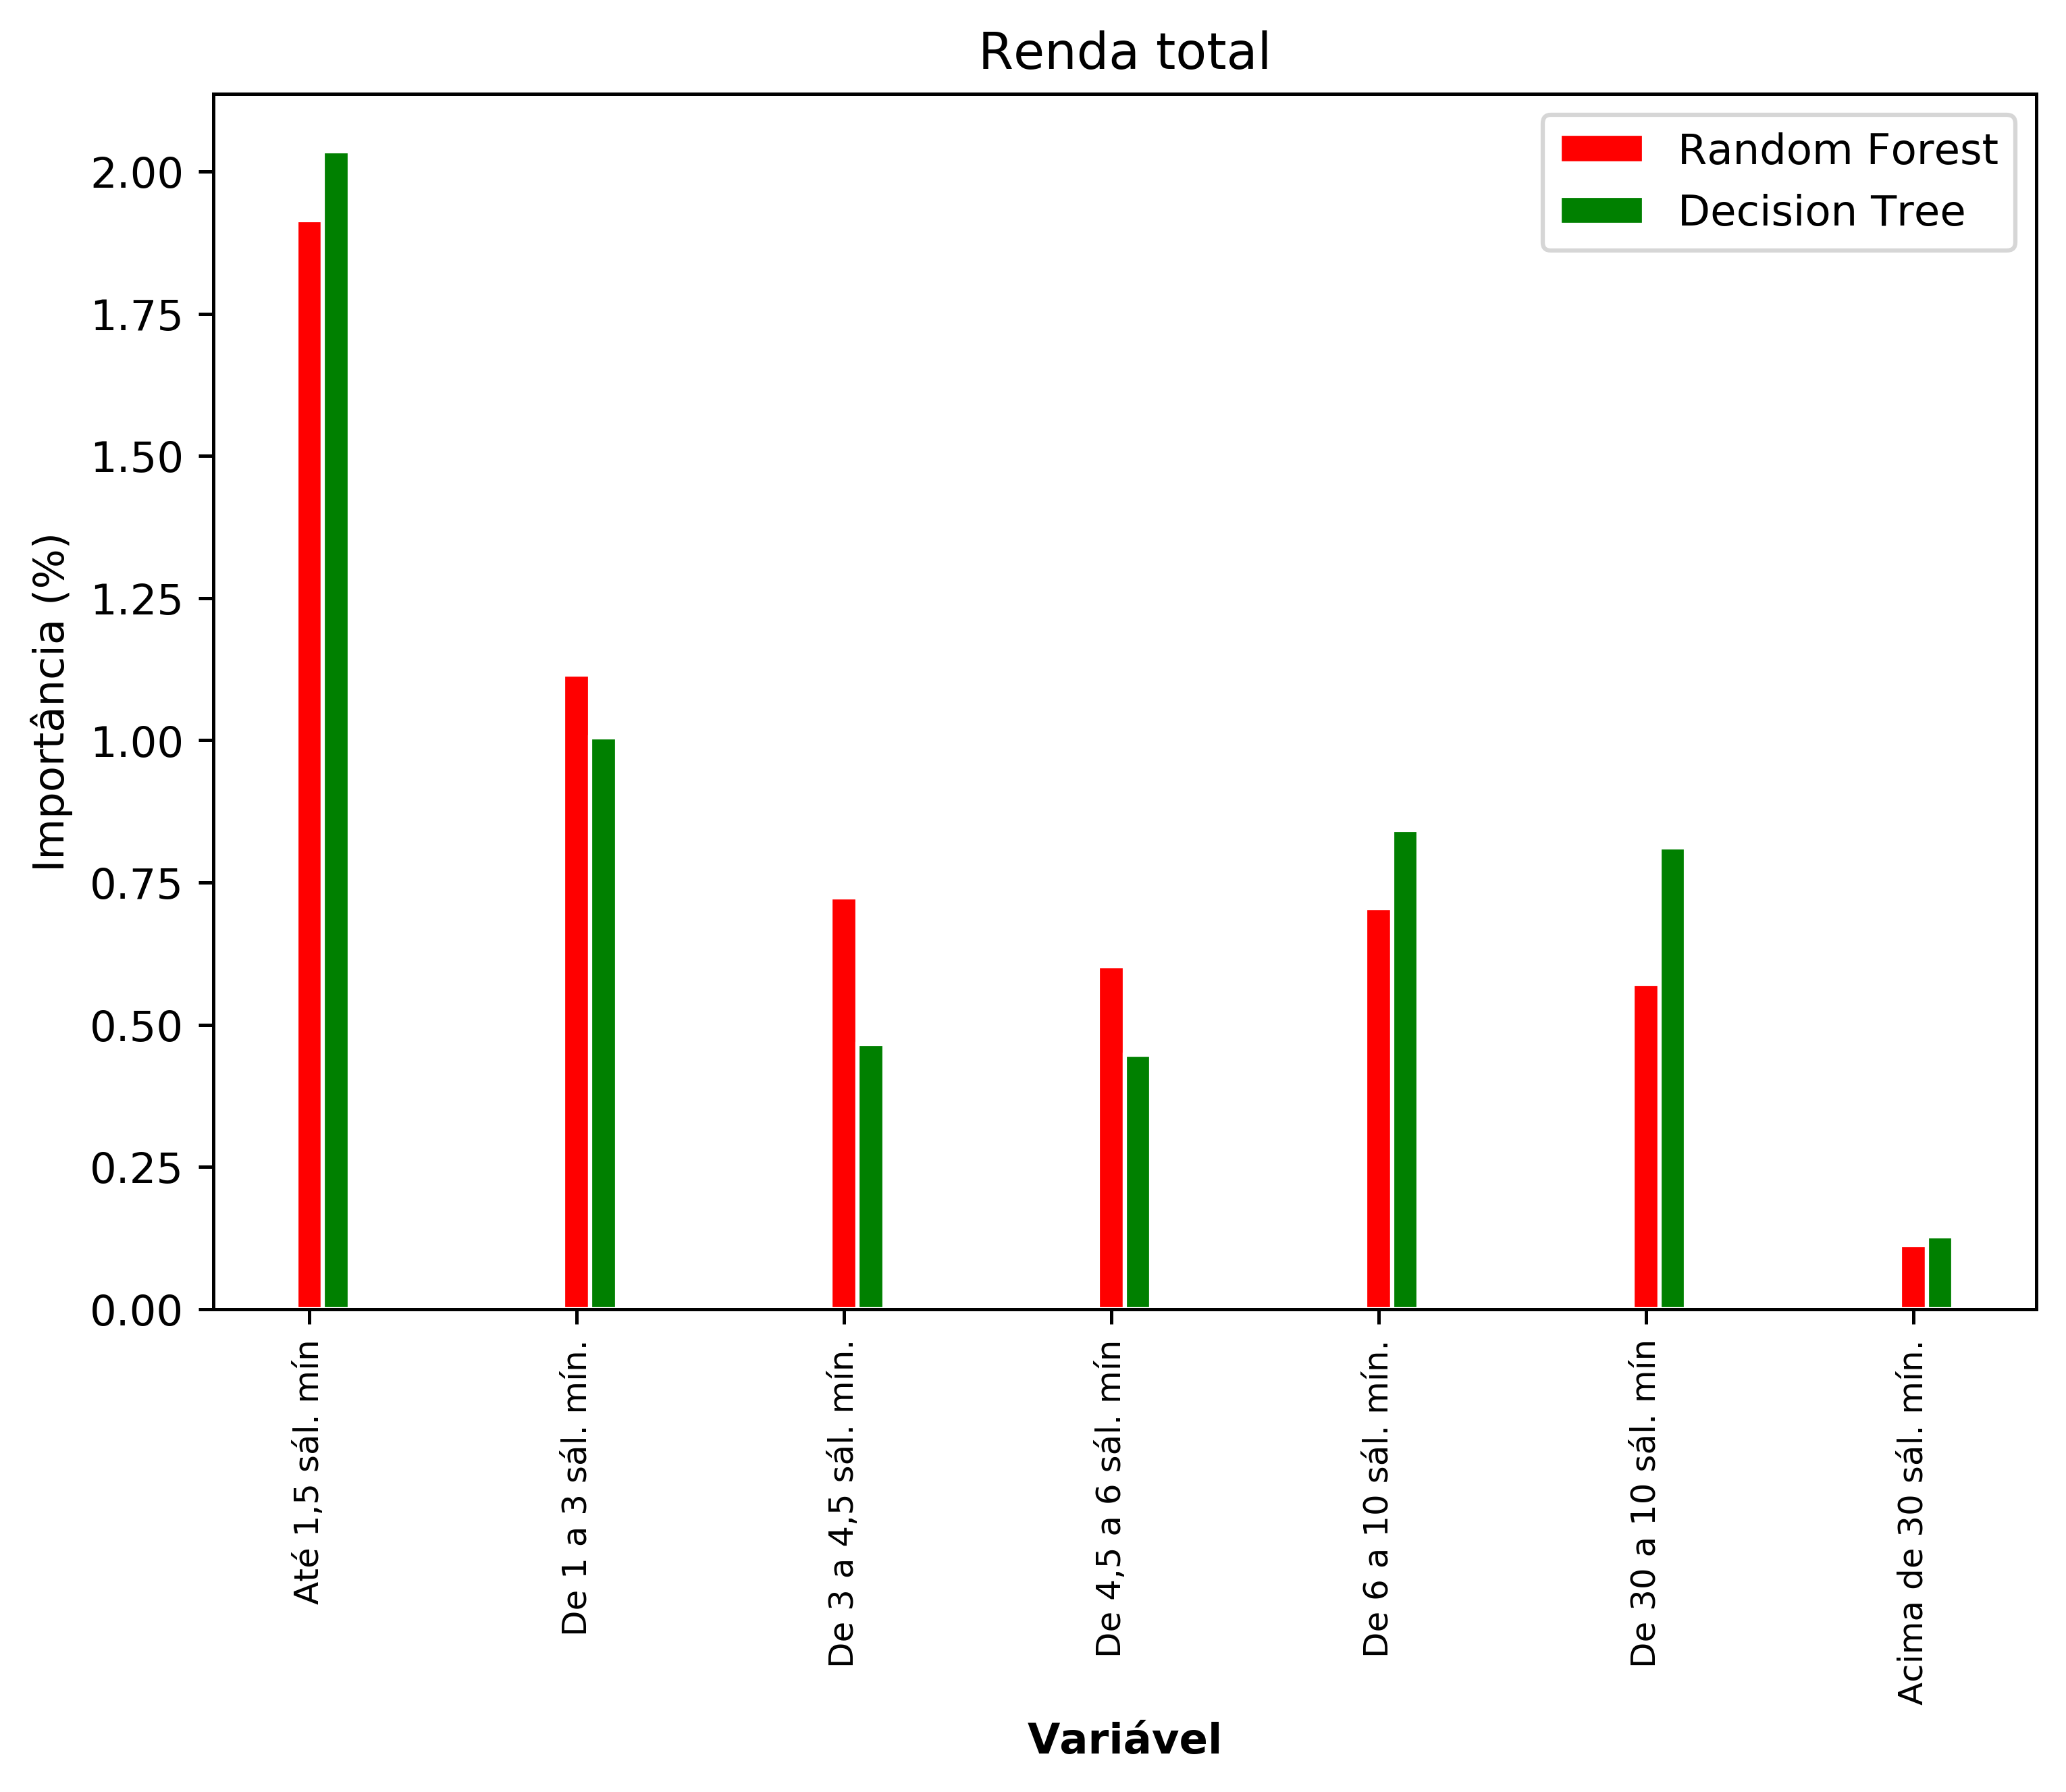 Renda total
Random Forest
Decision Tree
Importância (%)
2.00
1.75
1.50
1.25
1.00
0.75
0.50
0.25
0.00
Até 1,5 sál. mín
De 1 a 3 sál. mín.
De 3 a 4,5 sál. mín.
De 4,5 a 6 sál. mín
De 6 a 10 sál. mín.
De 30 a 10 sál. mín
Acima de 30 sál. mín.
Variável